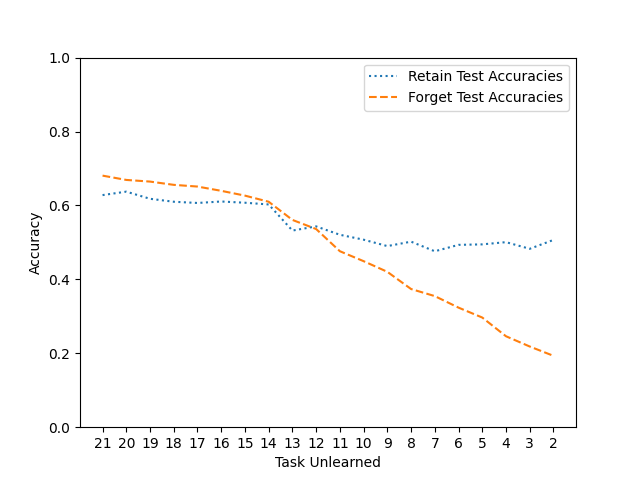 1.0
0.8
0.6
0.4
0.2
0.0
Accuracy
Retain Test Accuracies
Forget Test Accuracies
21 20 19 18 17 16 15 14 13 12 11 10 9 8 7 6 5 4 3 2
Task Unlearned